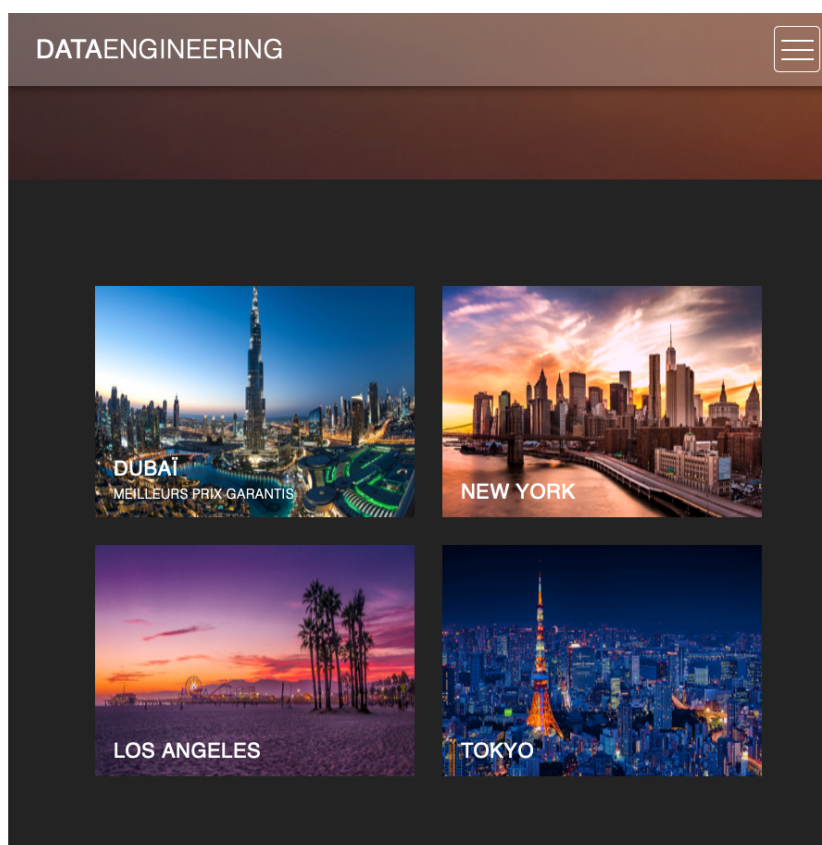 DATAENGINEERING
DUBAÏ
MEILLEURS PRIX GARANTIS
NEW YORK
LOS ANGELES
TOKYO